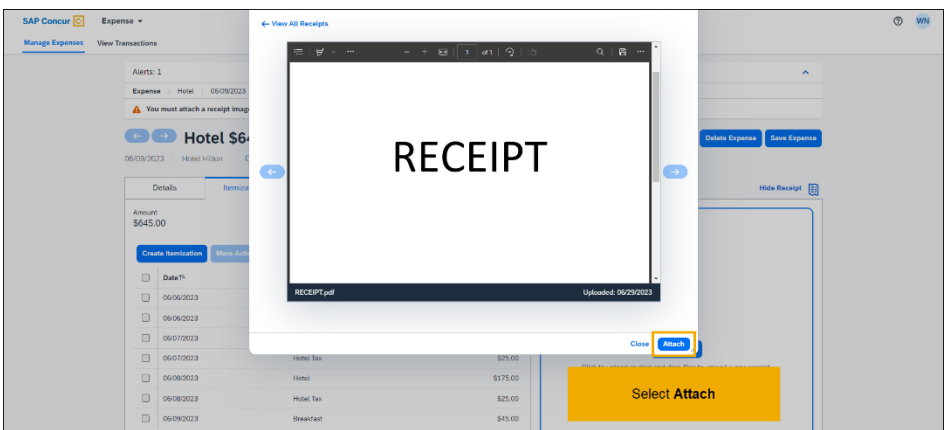 SAP Concur C Expense
WN
Manage Expenses View Transactions
← View All Receipts
1 of 1
Alerts: 1
Expense Hotel 06/09/2023
You must attach a receipt imag
Hotel $64
Delete Expense Save Expense
06/09/2023 Hotel Hilton
RECEIPT
Details Itemiza
Hide Receipt
Amount
$645.00
Create Itemization More Acti
Date
06/06/2023
RECEIPT.pdf Uploaded: 06/29/2023
06/06/2023
06/07/2023
Close Attach
06/07/2023 Hotel Tax $25.00
06/08/2023 Hotel $175.00
06/08/2023 Hotel Tax $25.00
06/09/2023 Breakfast $45.00
Select Attach